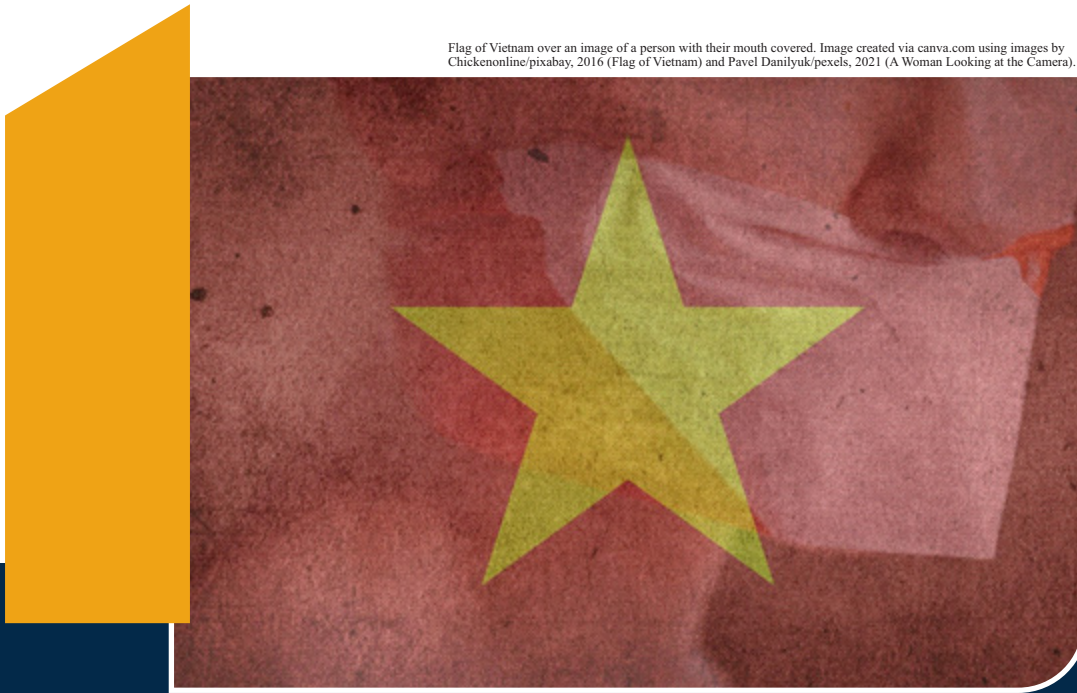 Flag of Vietnam over an image of a person with their mouth covered. Image created via canva.com using images by
Chickenonline/pixabay, 2016 (Flag of Vietnam) and Pavel Danilyuk/pexels, 2021 (A Woman Looking at the Camera).